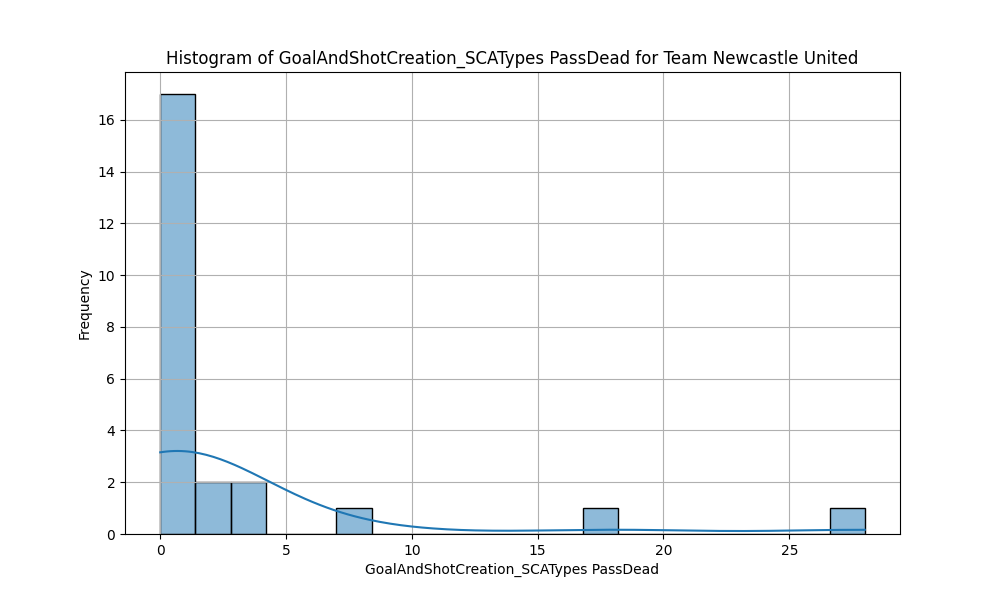 Histogram of GoalAndShotCreation_SCATypes PassDead for Team Newcastle United
16
14
12
10
8
6
4
2
0
Frequency
0 5 10 15 20 25
GoalAndShotCreation_SCATypes PassDead